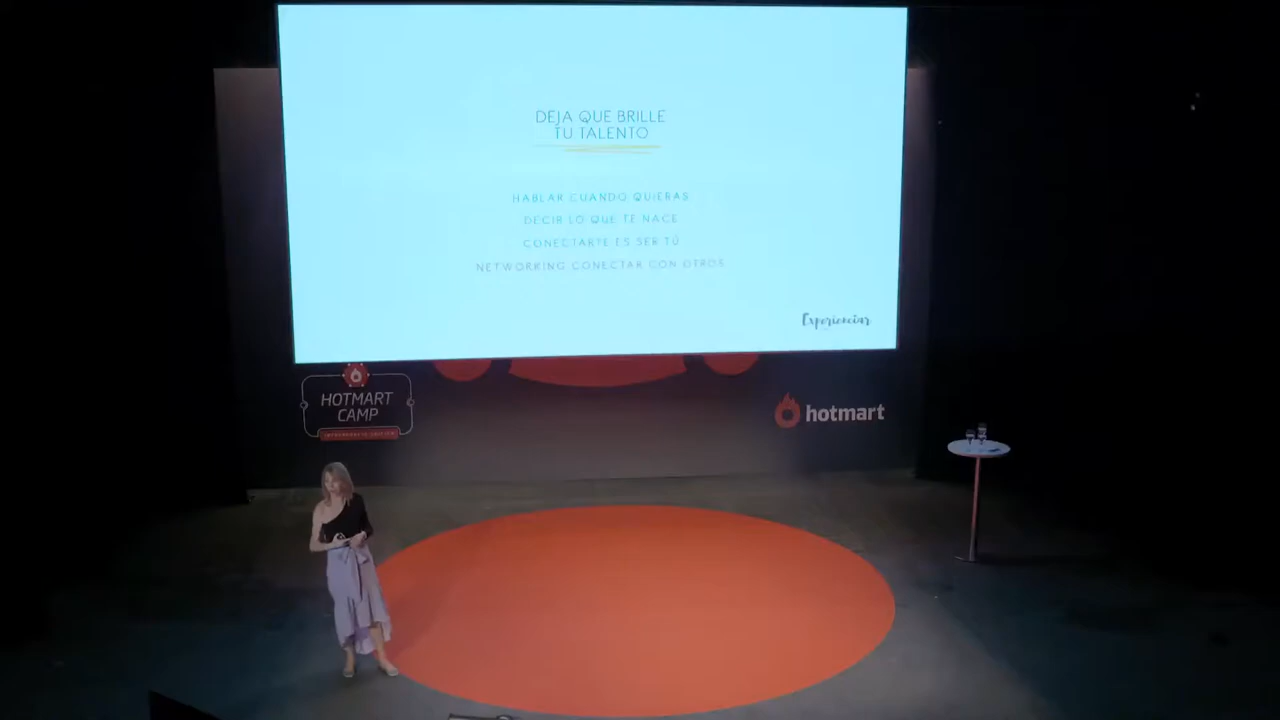 DEJA QUE BRILLE
TU TALENTO
HABLAR CUANDO QUIERAS
DECIR LO QUE TE NACE
CONECTARTE ES SER TÚ
NETWORKING CONECTAR CON OTROS
Experienciar
HOTMART
CAMP
hotmart